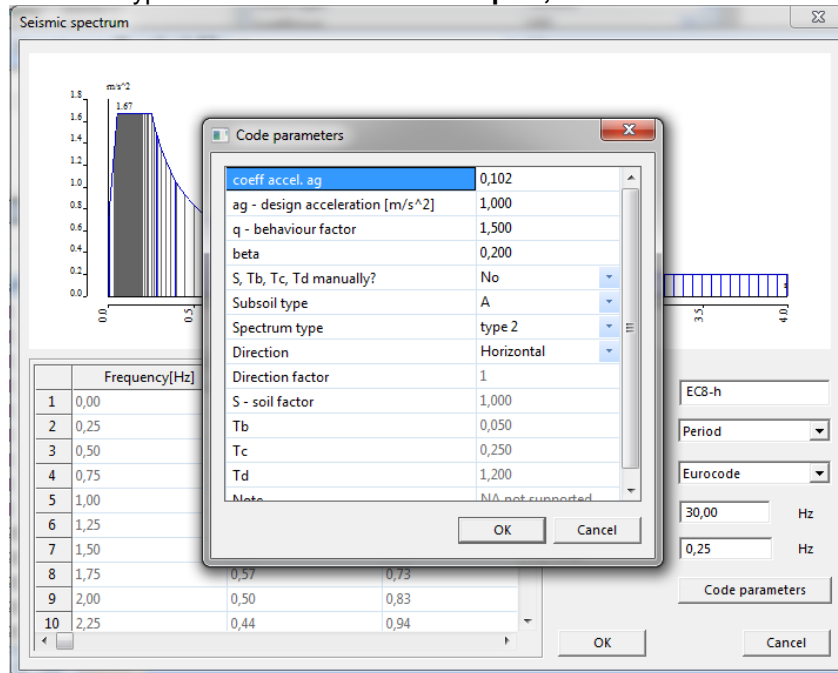 Seismic spectrum
m/s^2
1.8
1.67
1.6
1.4
1.2
1.0
0.8
0.6
0.4
0.2
0.0
0.0
0.5
3.5
4.0
Code parameters
coeff accel. ag 0,102
ag - design acceleration [m/s^2] 1,000
q - behaviour factor 1,500
beta 0,200
S, Tb, Tc, Td manually? No
Subsoil type A
Spectrum type type 2
Direction Horizontal
Direction factor 1
S - soil factor 1,000
Tb 0,050
Tc 0,250
Td 1,200
Note NA not supported
OK Cancel
Frequency[Hz]
1 0,00
2 0,25
3 0,50
4 0,75
5 1,00
6 1,25
7 1,50
8 1,75 0,57 0,73
9 2,00 0,50 0,83
10 2,25 0,44 0,94
EC8-h
Period
Eurocode
30,00 Hz
0,25 Hz
Code parameters
OK Cancel